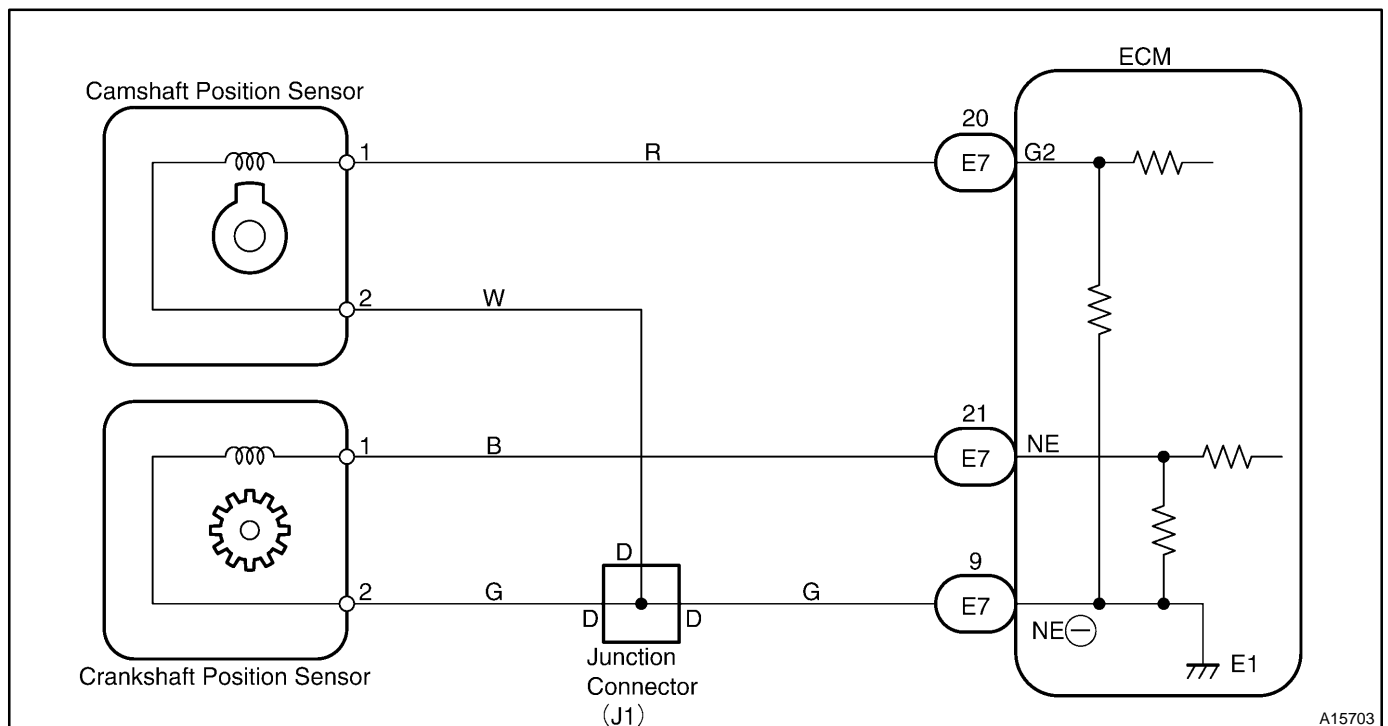 ECM
Camshaft Position Sensor
20
1
R
E7
G2
2
W
21
1
B
E7
NE
D
9
2
G
D
D
G
E7
NE⊖
E1
Crankshaft Position Sensor
Junction
Connector
(J1)
A15703